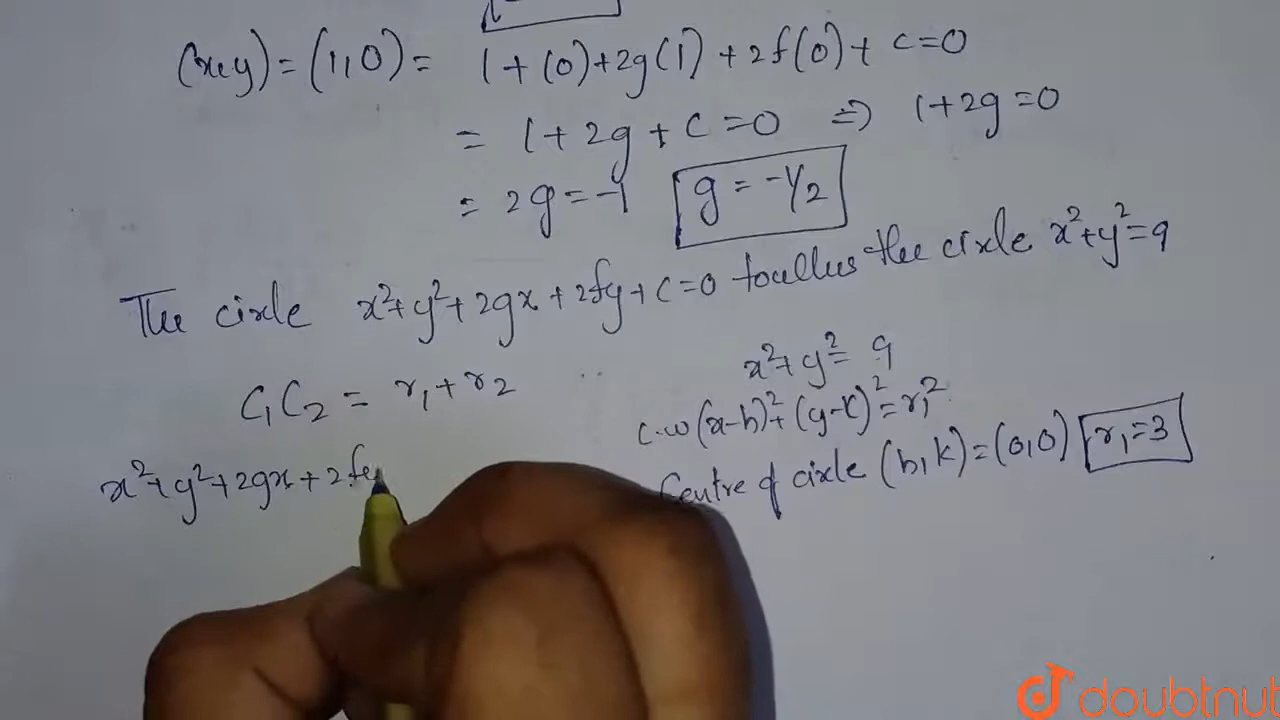 (x,y) = (1,0) = 1 + (0) + 2g(1) + 2f(0) + c = 0
= 1 + 2g + c = 0 ⇒ 1 + 2g = 0
= 2g = -1 g = -1/2
The circle x²+y²+2gx+2fy+c=0 touches the circle x²+y²=9
C₁C₂ = r₁+r₂
x²+y²= 9
c.w (x-h)²+(y-k)²=r₁²
Centre of circle (h,k)=(0,0) r₁=3
x²+y²+2gx+2fy
doubtnut